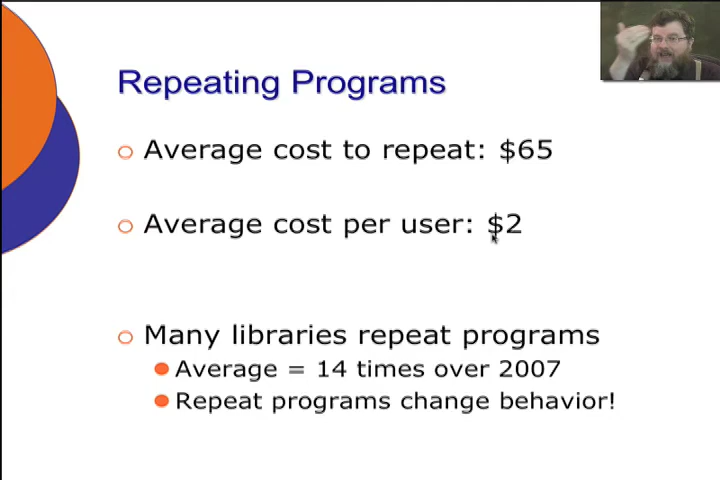 Repeating Programs
Average cost to repeat: $65
Average cost per user: $2
Many libraries repeat programs
Average = 14 times over 2007
Repeat programs change behavior!